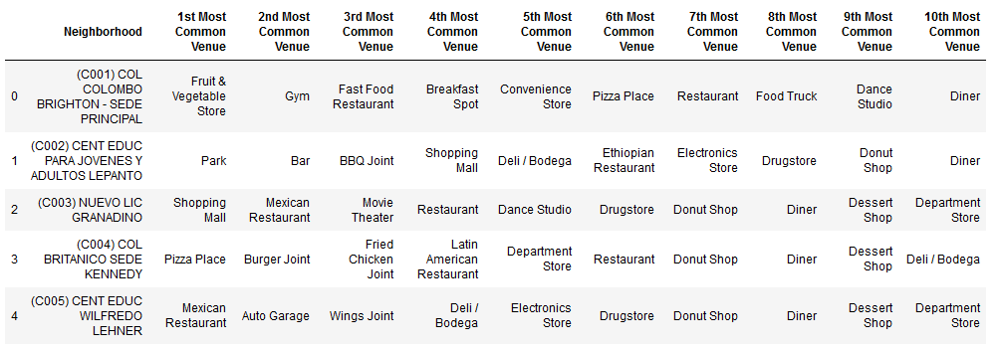 Neighborhood 1st Most Common Venue 2nd Most Common Venue 3rd Most Common Venue 4th Most Common Venue 5th Most Common Venue 6th Most Common Venue 7th Most Common Venue 8th Most Common Venue 9th Most Common Venue 10th Most Common Venue
0 (C001) COL COLOMBO BRIGHTON - SEDE PRINCIPAL Fruit & Vegetable Store Gym Fast Food Restaurant Breakfast Spot Convenience Store Pizza Place Restaurant Food Truck Dance Studio Diner
1 (C002) CENT EDUC PARA JOVENES Y ADULTOS LEPANTO Park Bar BBQ Joint Shopping Mall Deli / Bodega Ethiopian Restaurant Electronics Store Drugstore Donut Shop Diner
2 (C003) NUEVO LIC GRANADINO Shopping Mall Mexican Restaurant Movie Theater Restaurant Dance Studio Drugstore Donut Shop Diner Dessert Shop Department Store
3 (C004) COL BRITANICO SEDE KENNEDY Pizza Place Burger Joint Fried Chicken Joint Latin American Restaurant Department Store Restaurant Donut Shop Diner Dessert Shop Deli / Bodega
4 (C005) CENT EDUC WILFREDO LEHNER Mexican Restaurant Auto Garage Wings Joint Deli / Bodega Electronics Store Drugstore Donut Shop Diner Dessert Shop Department Store